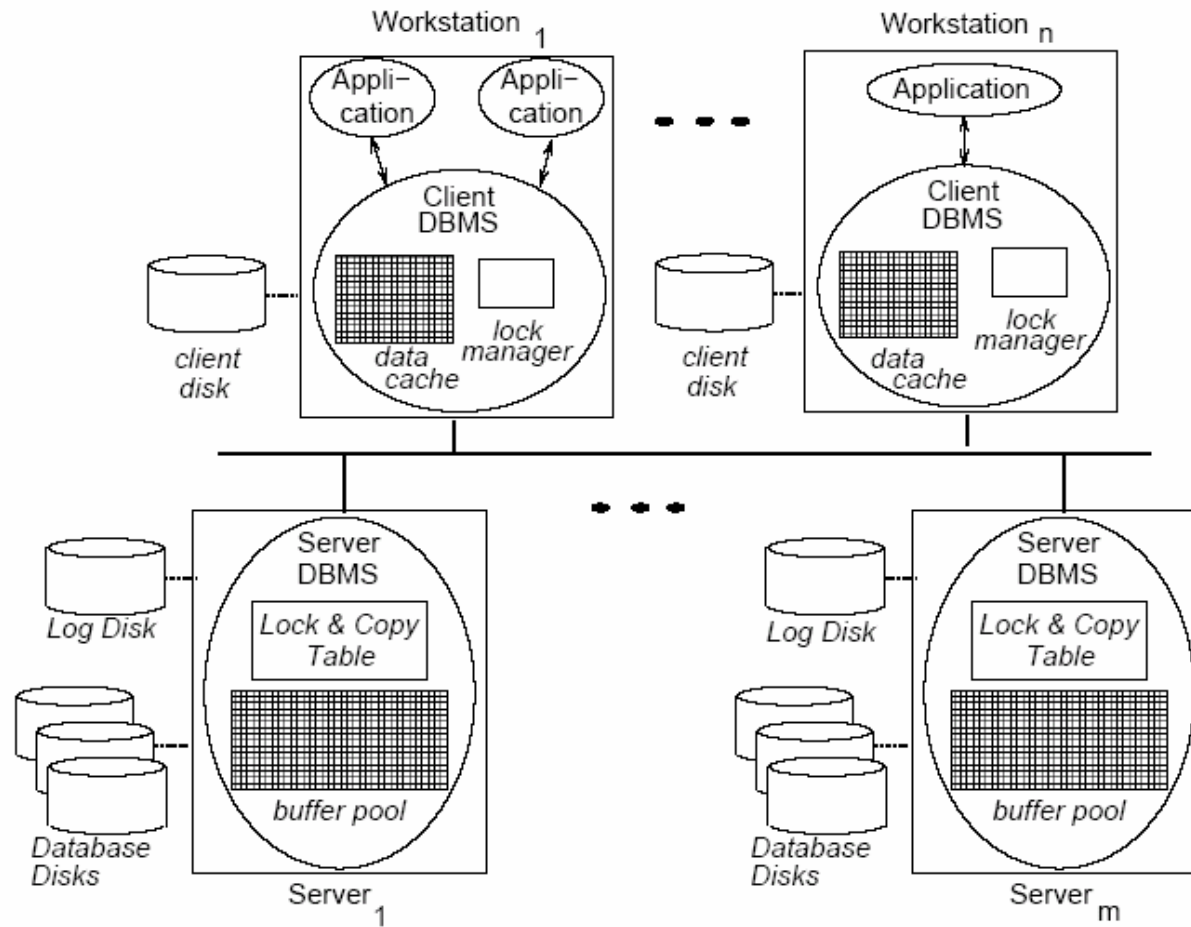 Workstation 1
Appli-
cation
Appli-
cation
Client
DBMS
data
cache
lock
manager
client
disk
Workstation n
Application
Client
DBMS
data
cache
lock
manager
client
disk
Server
DBMS
Lock & Copy
Table
buffer pool
Log Disk
Database
Disks
Server 1
Server
DBMS
Lock & Copy
Table
buffer pool
Log Disk
Database
Disks
Server m